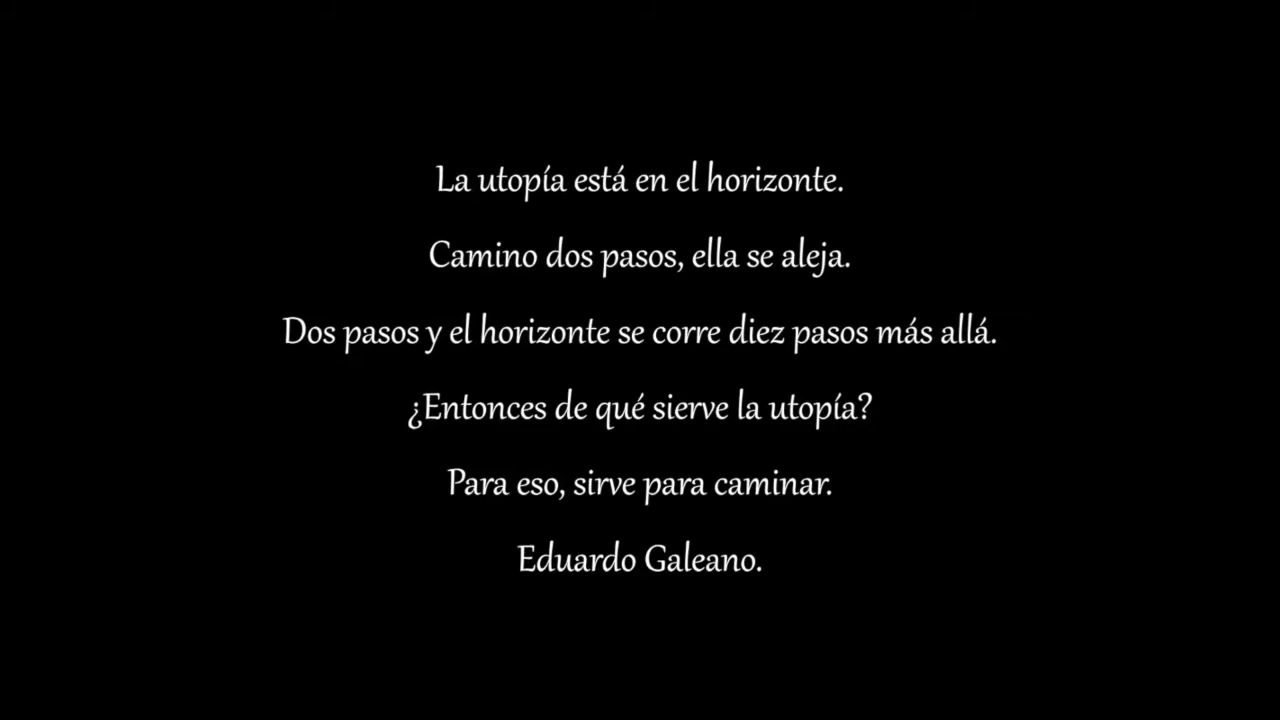 La utopía está en el horizonte.
Camino dos pasos, ella se aleja.
Dos pasos y el horizonte se corre diez pasos más allá.
¿Entonces de qué sierve la utopía?
Para eso, sirve para caminar.
Eduardo Galeano.